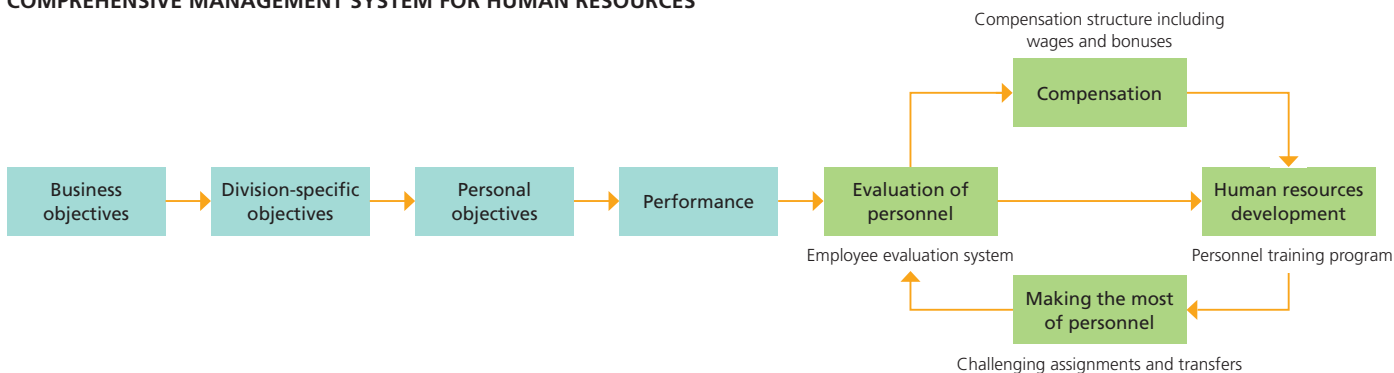 COMPREHENSIVE MANAGEMENT SYSTEM FOR HUMAN RESOURCES
Compensation structure including
wages and bonuses
Compensation
Business
objectives
Division-specific
objectives
Personal
objectives
Performance
Evaluation of
personnel
Human resources
development
Employee evaluation system
Personnel training program
Making the most
of personnel
Challenging assignments and transfers